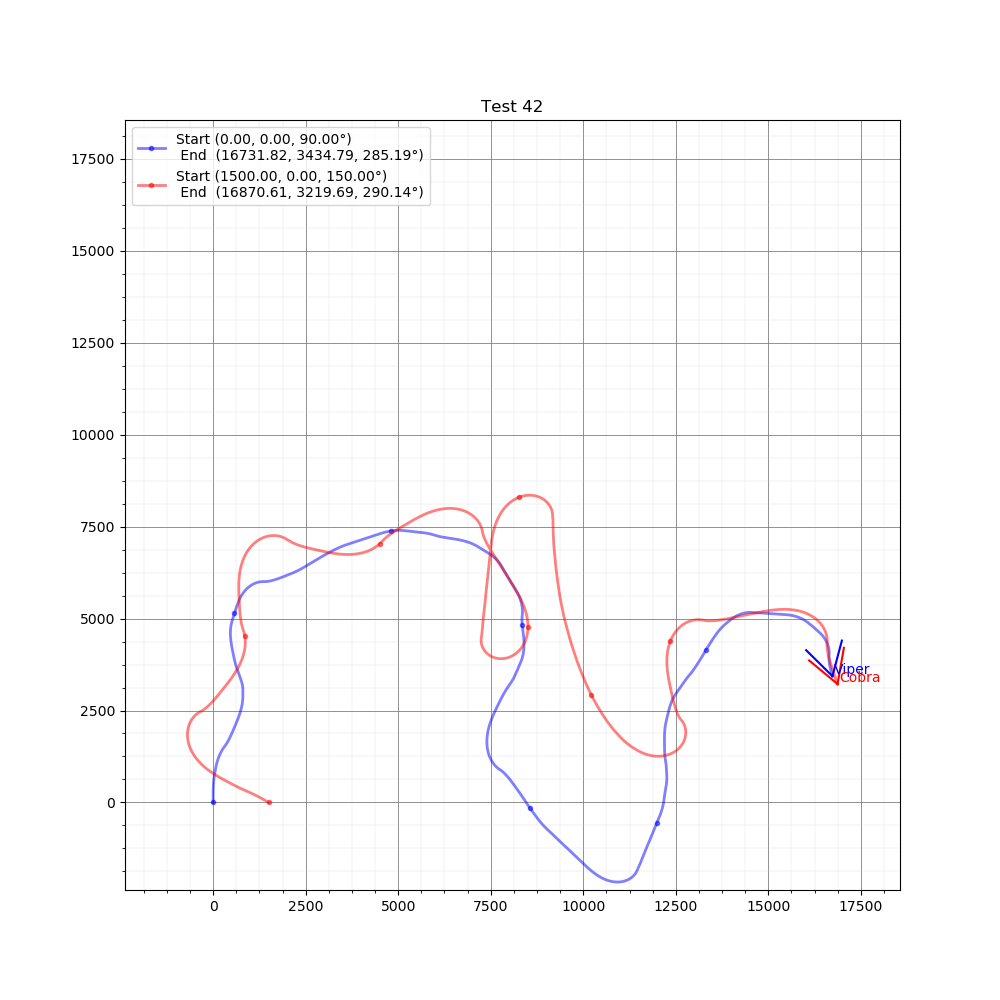 Test 42
Start (0.00, 0.00, 90.00°)
End (16731.82, 3434.79, 285.19°)
Start (1500.00, 0.00, 150.00°)
End (16870.61, 3219.69, 290.14°)
17500
15000
12500
10000
7500
5000
2500
0
Viper
Cobra
0 2500 5000 7500 10000 12500 15000 17500